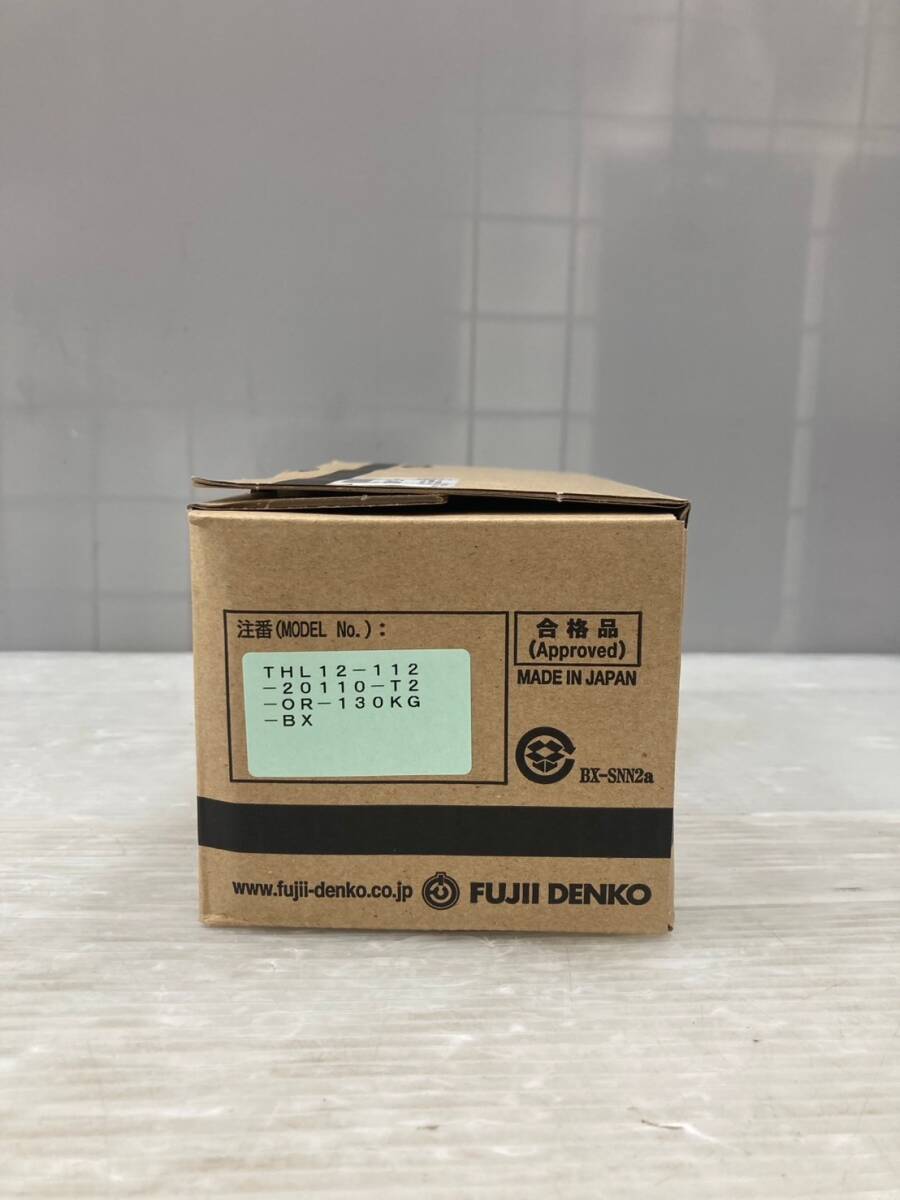 注番(MODEL No.):
THL12-112
-20110-T2
-OR-130KG
-BX
合格品
(Approved)
MADE IN JAPAN
BX-SNN2a
www.fujii-denko.co.jp FUJII DENKO